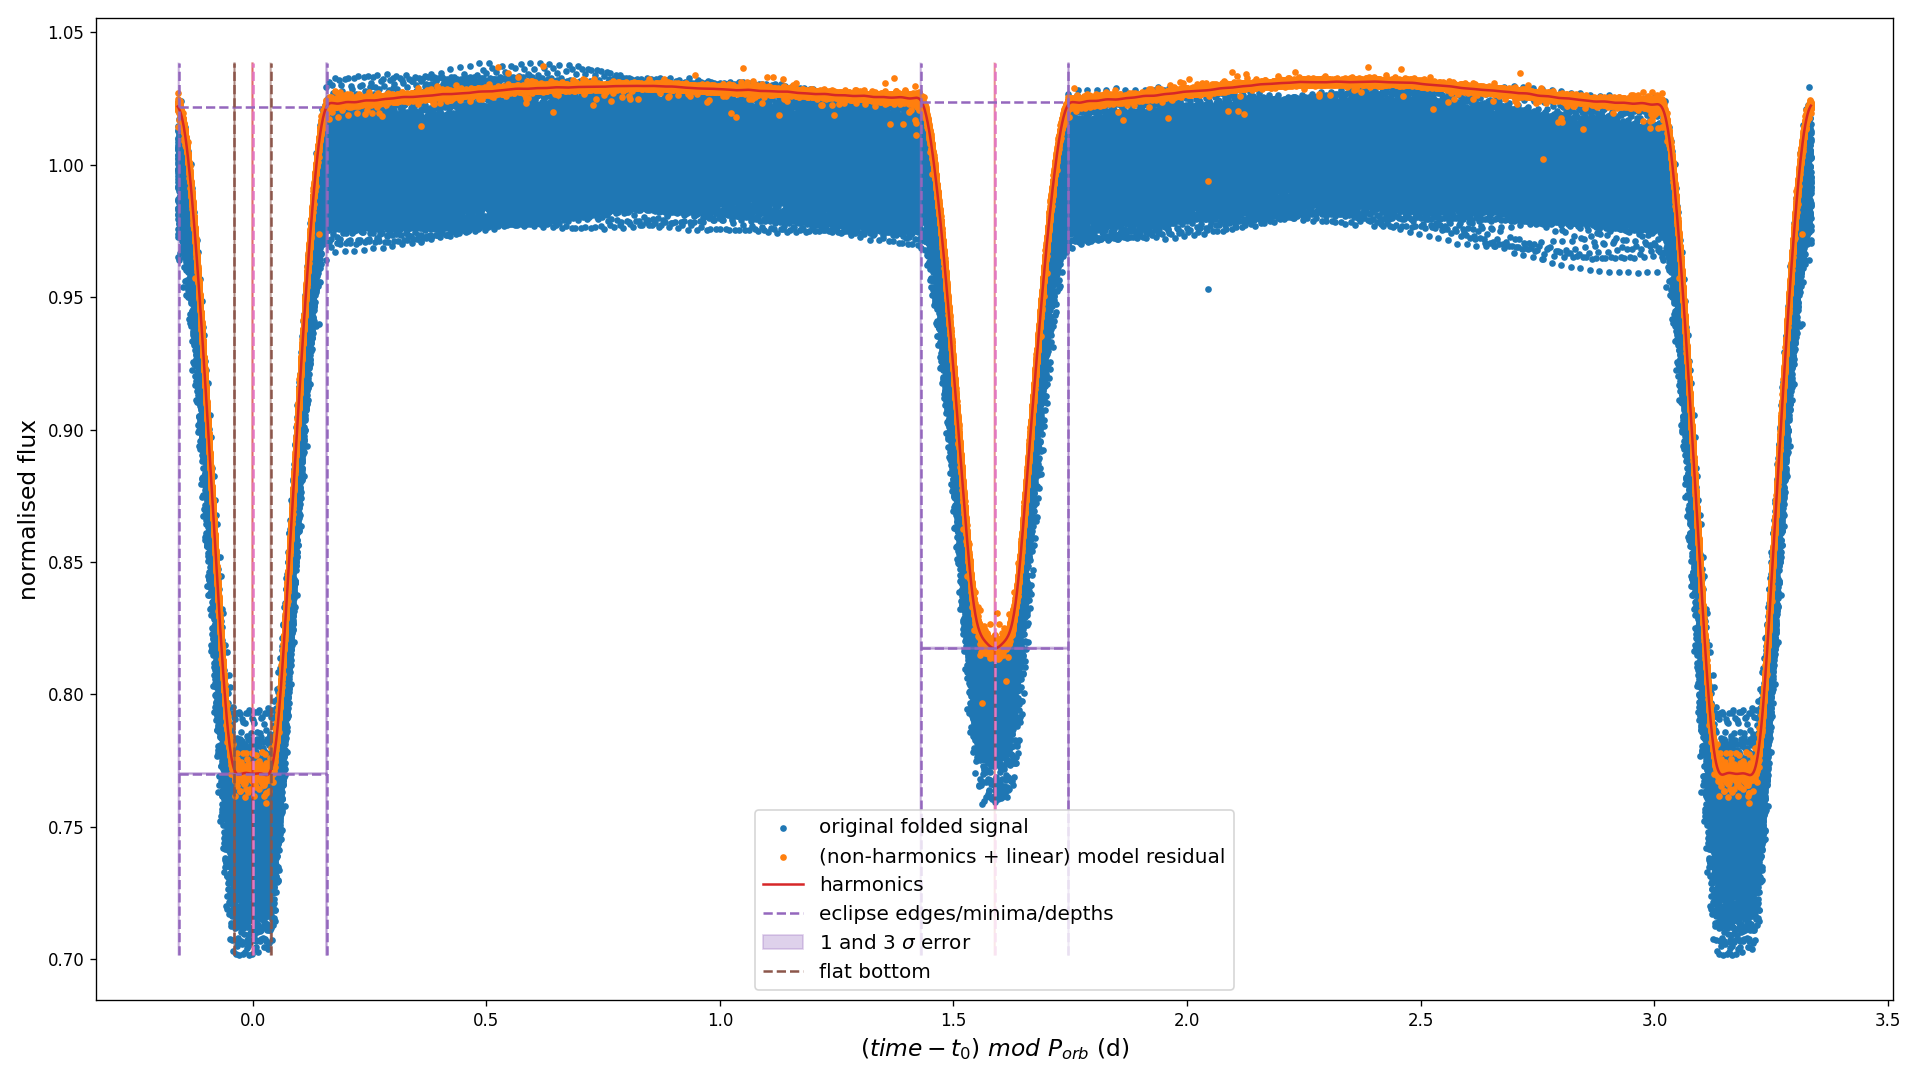 1.05
1.00
0.95
0.90
0.85
0.80
0.75
0.70
normalised flux
original folded signal
(non-harmonics + linear) model residual
harmonics
eclipse edges/minima/depths
1 and 3 σ error
flat bottom
0.0 0.5 1.0 1.5 2.0 2.5 3.0 3.5
(time − t₀) mod P_orb (d)